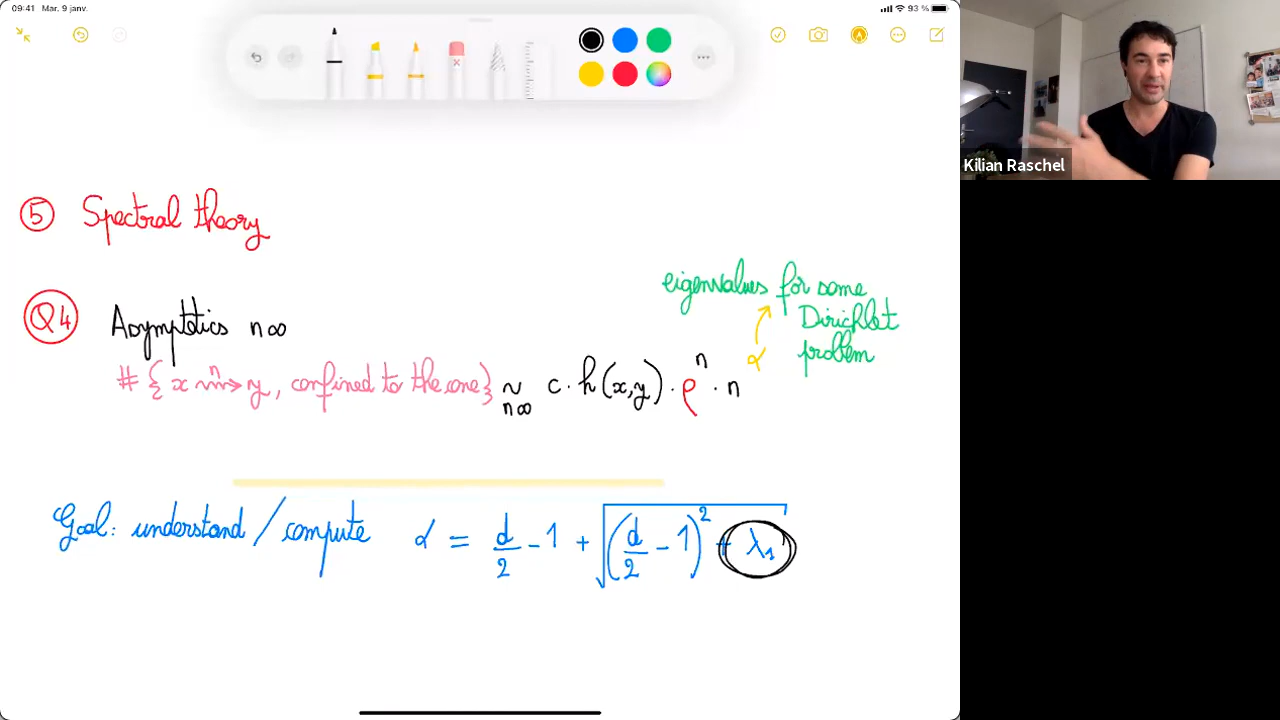 09:41 Mar. 9 janv.
93 %
Kilian Raschel
⑤ Spectral theory
Q4 Asymptotics n∞
eigenvalues for some
Dirichlet
problem
# { x ⁿ⇝ y, confined to the cone } ~ n∞ c · h(x,y) · ρⁿ · n^α
Goal: understand / compute α = d/2 - 1 + √((d/2 - 1)² + λ₁)